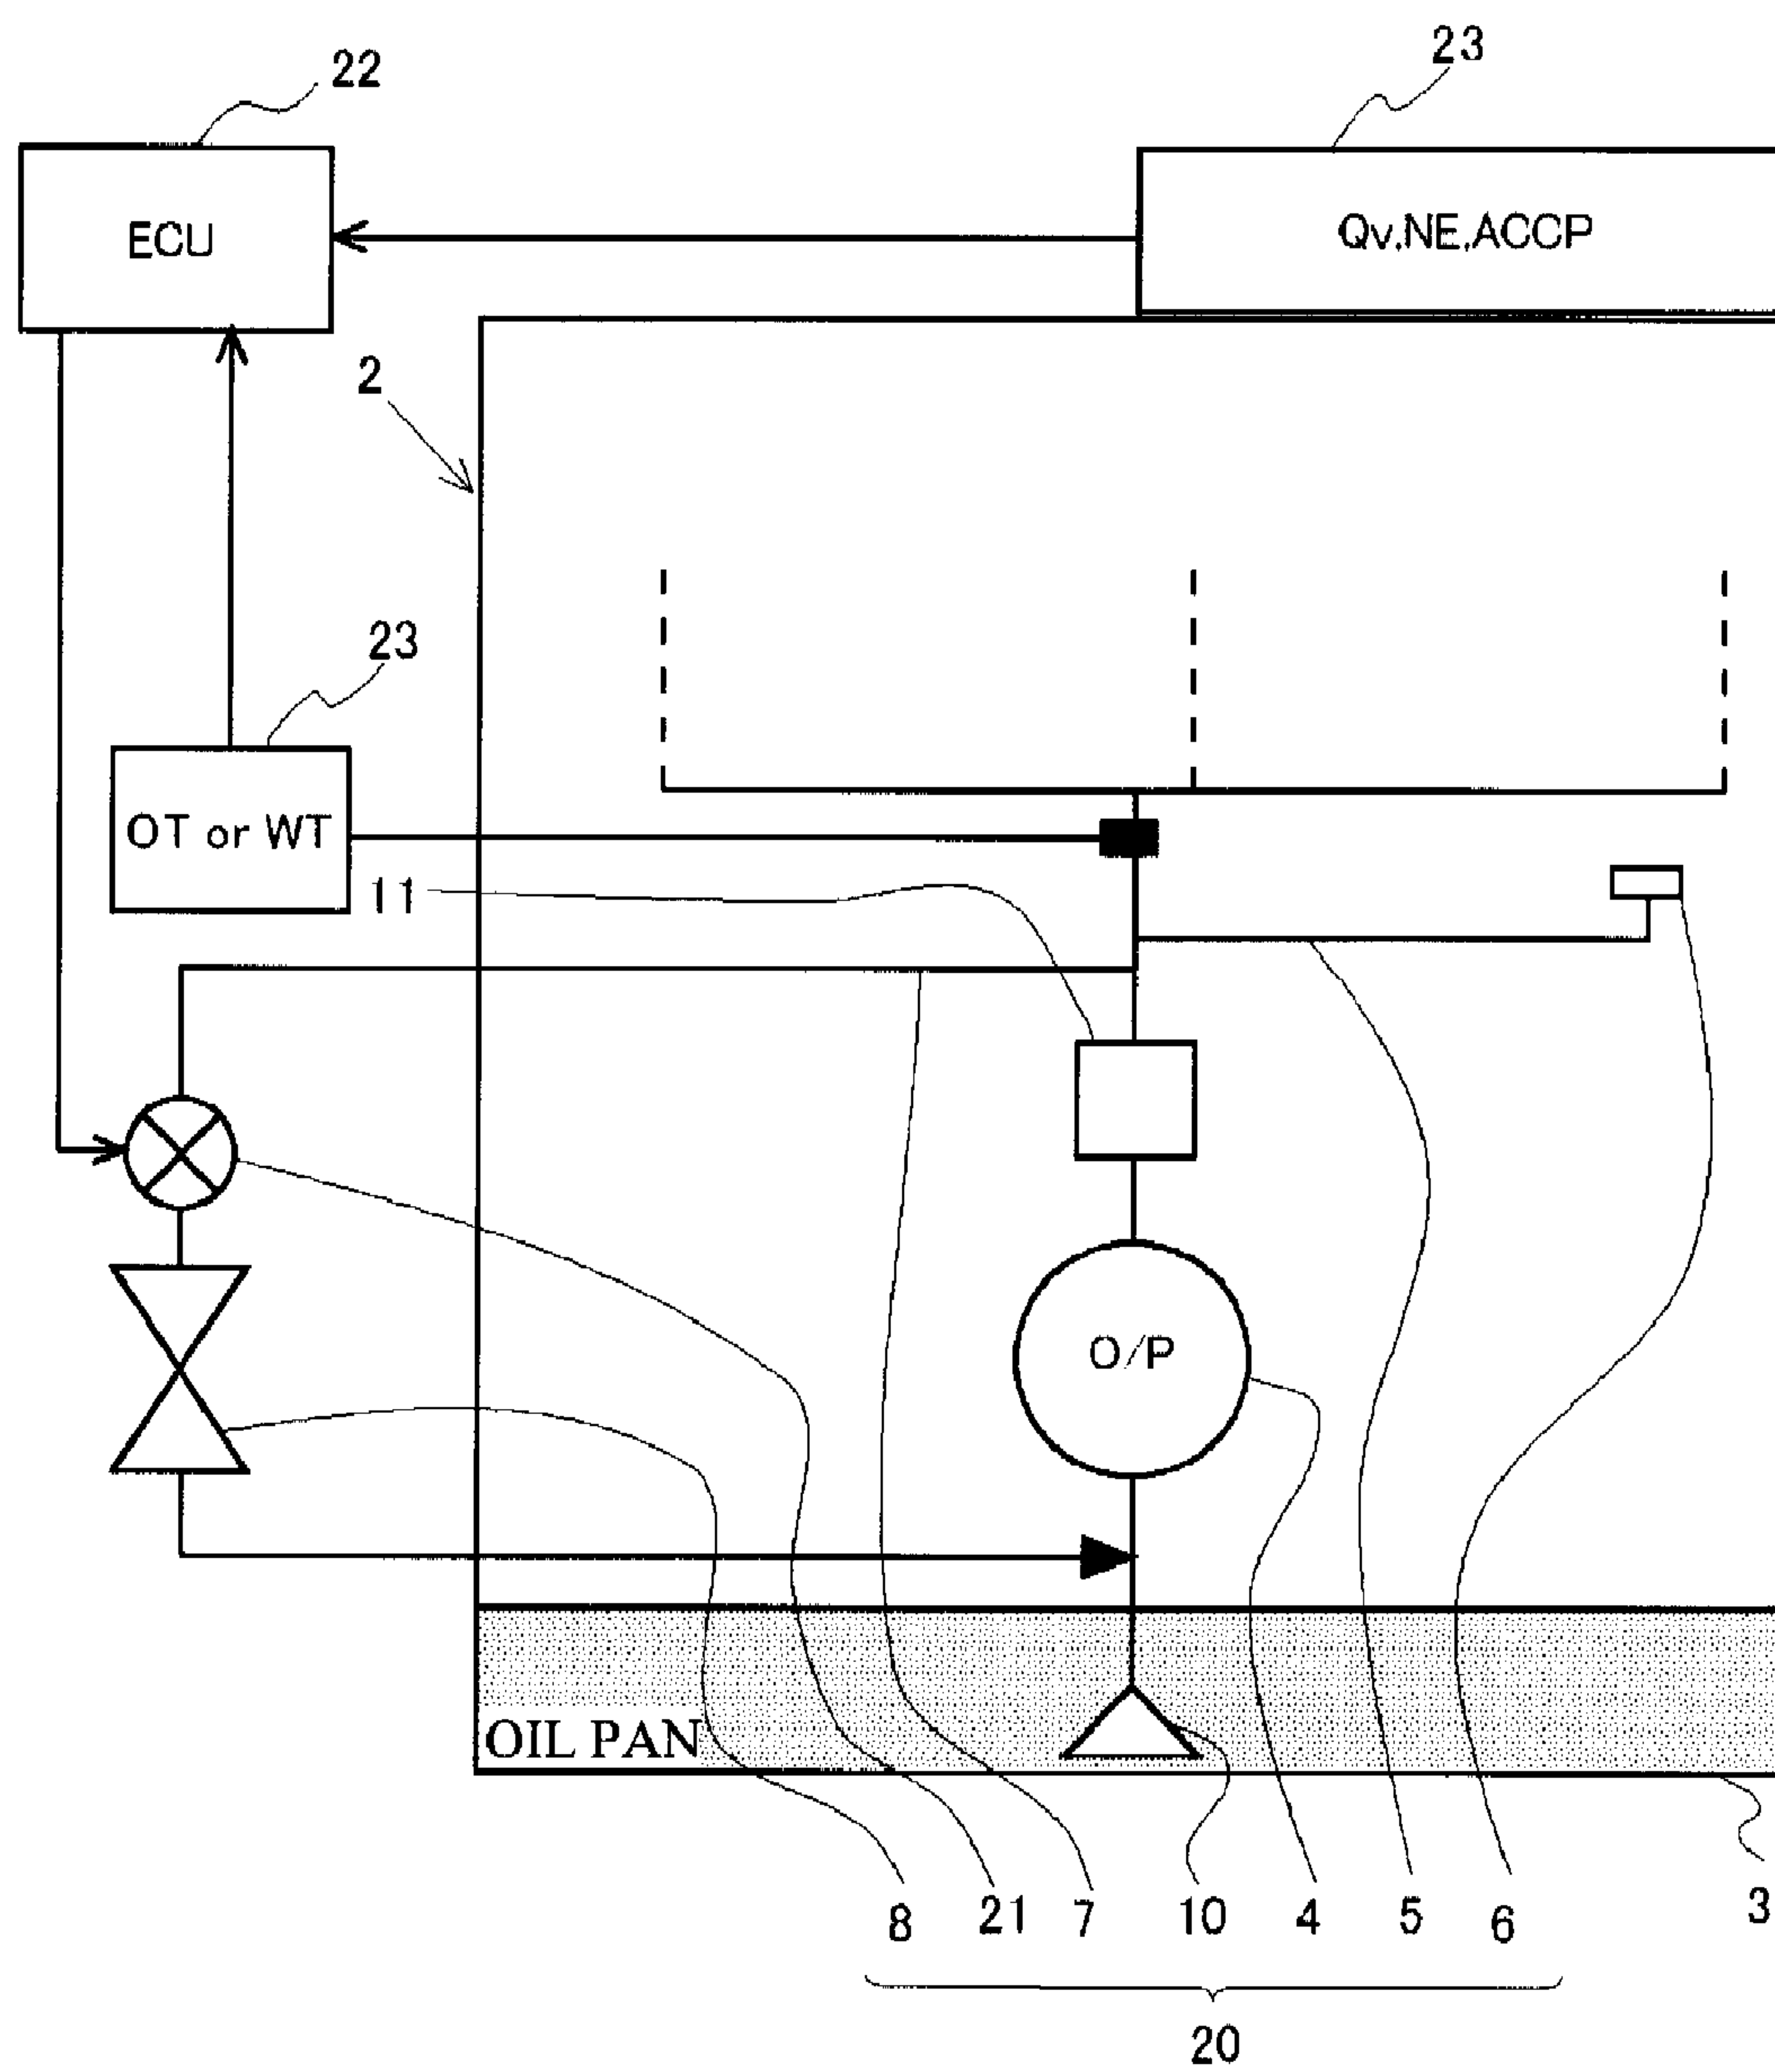 22
23
ECU
Qv,NE,ACCP
2
23
OT or WT
11
O/P
OIL PAN
8 21 7 10 4 5 6 3
20